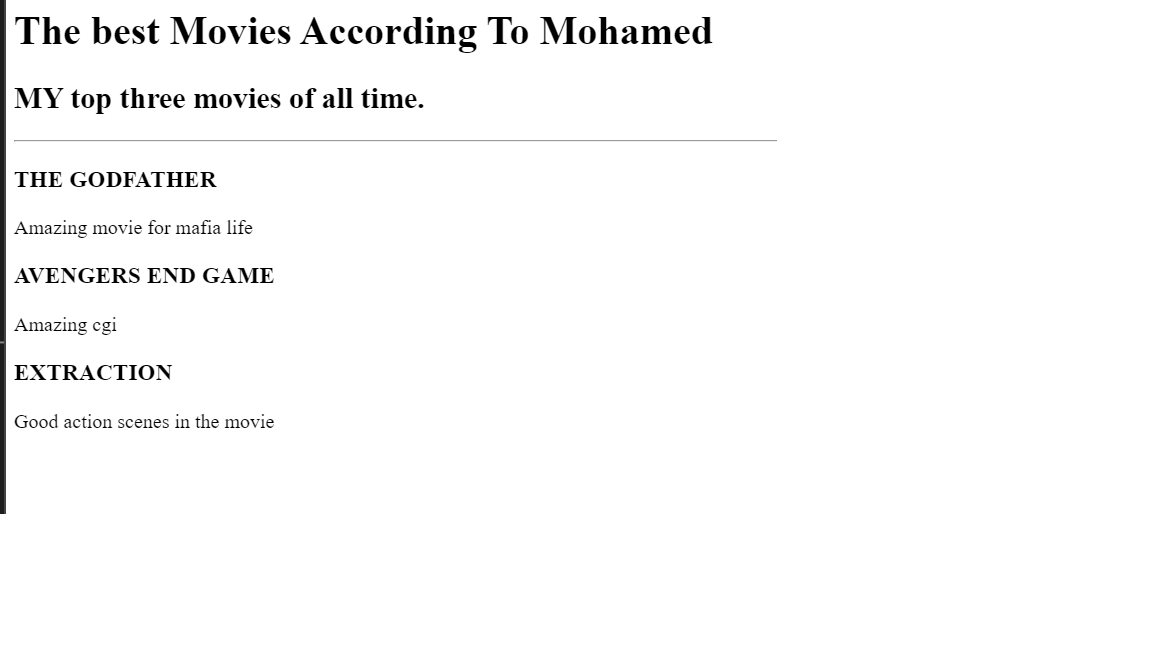 The best Movies According To Mohamed
MY top three movies of all time.
THE GODFATHER
Amazing movie for mafia life
AVENGERS END GAME
Amazing cgi
EXTRACTION
Good action scenes in the movie